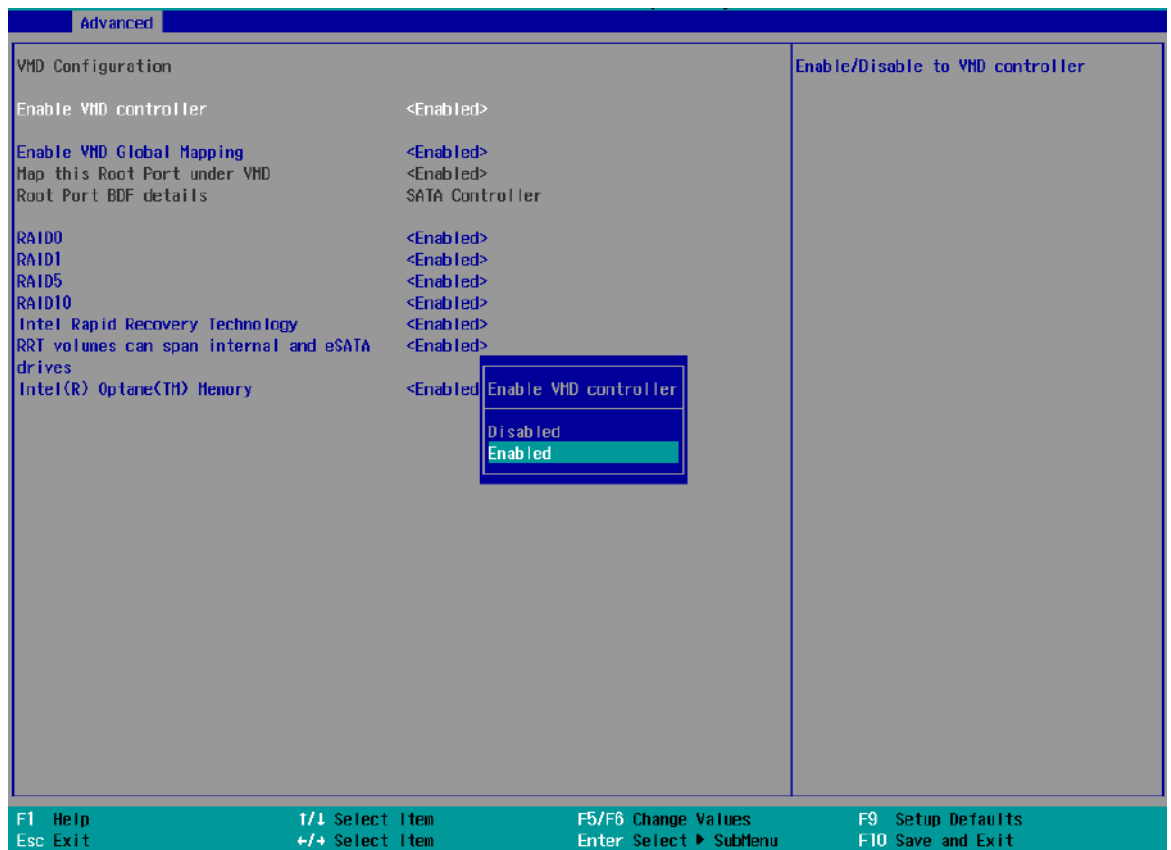 Advanced
VMD Configuration
Enable/Disable to VMD controller
Enable VMD controller <Enabled>
Enable VMD Global Mapping <Enabled>
Map this Root Port under VMD <Enabled>
Root Port BDF details SATA Controller
RAID0 <Enabled>
RAID1 <Enabled>
RAID5 <Enabled>
RAID10 <Enabled>
Intel Rapid Recovery Technology <Enabled>
RRT volumes can span internal and eSATA <Enabled>
drives
Intel(R) Optane(TM) Memory <Enabled
Enable VMD controller
Disabled
Enabled
F1 Help ↑/↓ Select Item F5/F6 Change Values F9 Setup Defaults
Esc Exit ←/→ Select Item Enter Select ▶ SubMenu F10 Save and Exit